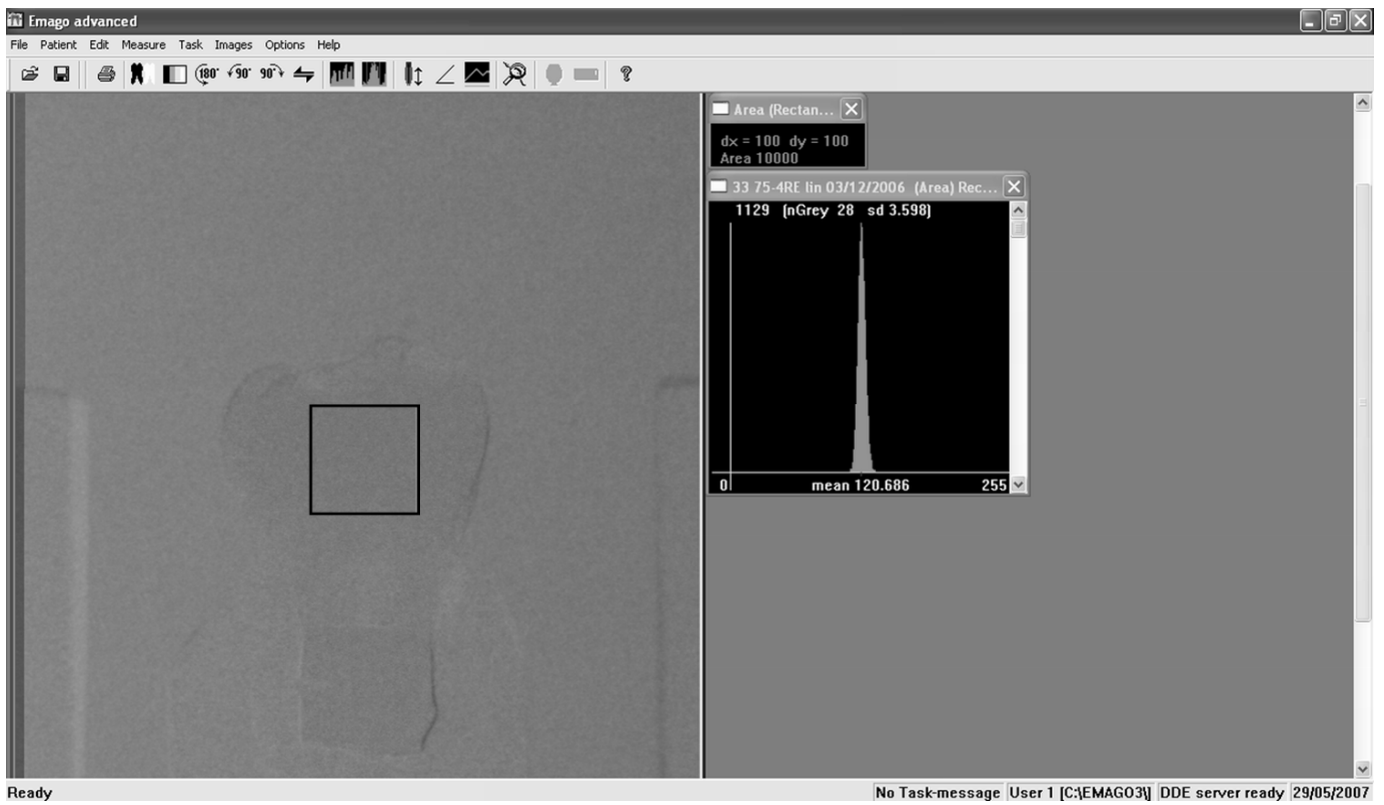 Emago advanced
File Patient Edit Measure Task Images Options Help
180° 90° 90°
Area (Rectan...
dx = 100 dy = 100
Area 10000
33 75-4RE lin 03/12/2006 (Area) Rec...
1129 (nGrey 28 sd 3.598)
0 mean 120.686 255
Ready No Task-message User 1 [C:\EMAGO3\] DDE server ready 29/05/2007